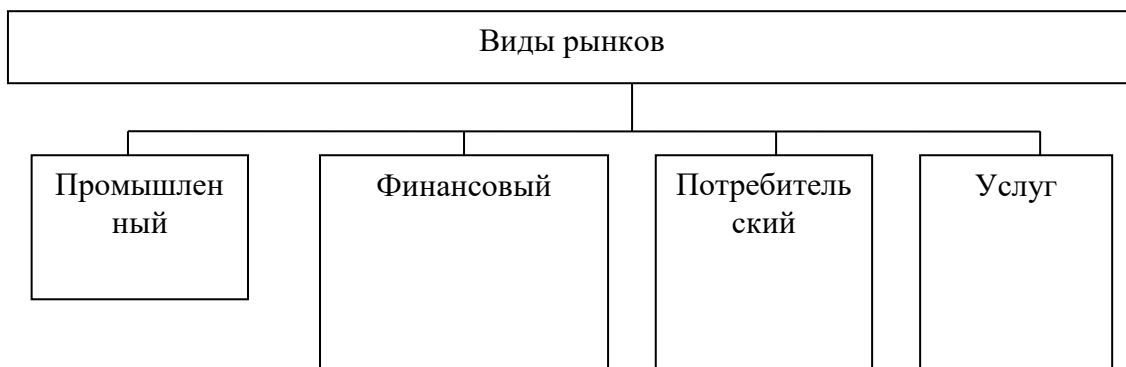 Виды рынков
Промышлен
ный
Финансовый
Потребитель
ский
Услуг